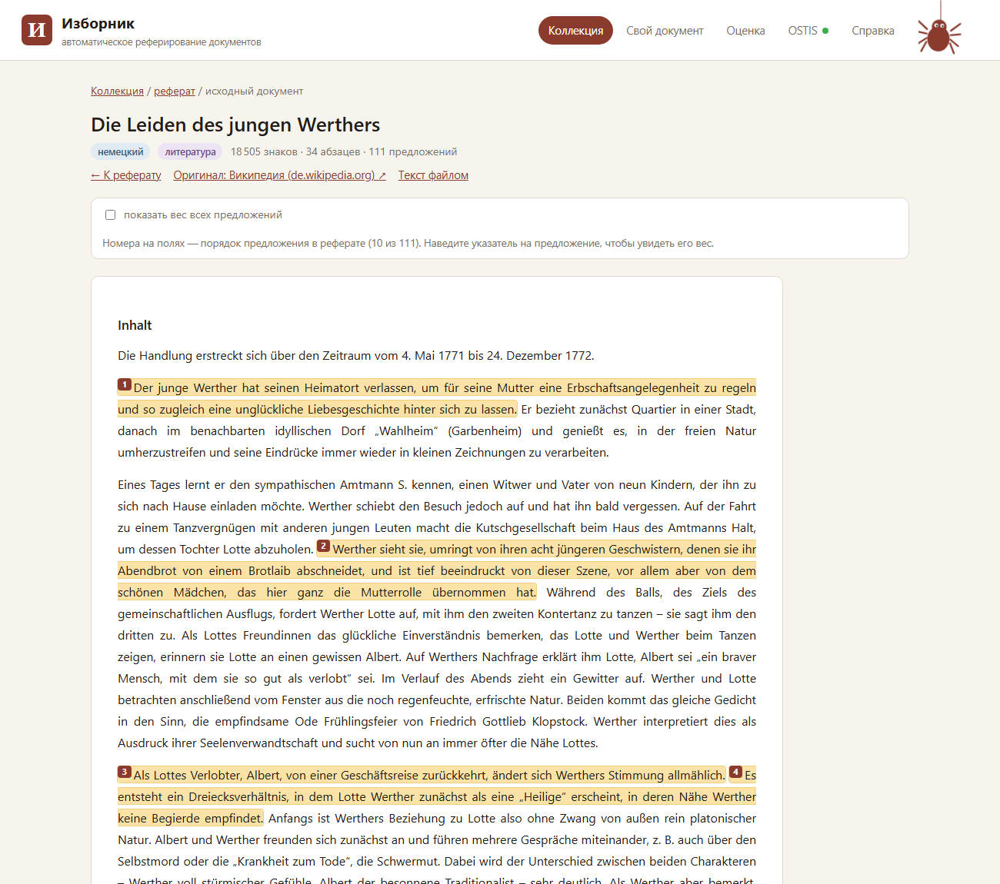 И
Изборник
автоматическое реферирование документов
Коллекция
Свой документ
Оценка
OSTIS
Справка
Коллекция / реферат / исходный документ
Die Leiden des jungen Werthers
немецкий литература 18 505 знаков · 34 абзацев · 111 предложений
← К реферату Оригинал: Википедия (de.wikipedia.org) ↗ Текст файлом
показать вес всех предложений
Номера на полях — порядок предложения в реферате (10 из 111). Наведите указатель на предложение, чтобы увидеть его вес.
Inhalt
Die Handlung erstreckt sich über den Zeitraum vom 4. Mai 1771 bis 24. Dezember 1772.
1 Der junge Werther hat seinen Heimatort verlassen, um für seine Mutter eine Erbschaftsangelegenheit zu regeln
und so zugleich eine unglückliche Liebesgeschichte hinter sich zu lassen. Er bezieht zunächst Quartier in einer Stadt,
danach im benachbarten idyllischen Dorf „Wahlheim“ (Garbenheim) und genießt es, in der freien Natur
umherzustreifen und seine Eindrücke immer wieder in kleinen Zeichnungen zu verarbeiten.
Eines Tages lernt er den sympathischen Amtmann S. kennen, einen Witwer und Vater von neun Kindern, der ihn zu
sich nach Hause einladen möchte. Werther schiebt den Besuch jedoch auf und hat ihn bald vergessen. Auf der Fahrt
zu einem Tanzvergnügen mit anderen jungen Leuten macht die Kutschgesellschaft beim Haus des Amtmanns Halt,
um dessen Tochter Lotte abzuholen. 2 Werther sieht sie, umringt von ihren acht jüngeren Geschwistern, denen sie ihr
Abendbrot von einem Brotlaib abschneidet, und ist tief beeindruckt von dieser Szene, vor allem aber von dem
schönen Mädchen, das hier ganz die Mutterrolle übernommen hat. Während des Balls, des Ziels des
gemeinschaftlichen Ausflugs, fordert Werther Lotte auf, mit ihm den zweiten Kontertanz zu tanzen – sie sagt ihm den
dritten zu. Als Lottes Freundinnen das glückliche Einverständnis bemerken, das Lotte und Werther beim Tanzen
zeigen, erinnern sie Lotte an einen gewissen Albert. Auf Werthers Nachfrage erklärt ihm Lotte, Albert sei „ein braver
Mensch, mit dem sie so gut als verlobt“ sei. Im Verlauf des Abends zieht ein Gewitter auf. Werther und Lotte
betrachten anschließend vom Fenster aus die noch regenfeuchte, erfrischte Natur. Beiden kommt das gleiche Gedicht
in den Sinn, die empfindsame Ode Frühlingsfeier von Friedrich Gottlieb Klopstock. Werther interpretiert dies als
Ausdruck ihrer Seelenverwandtschaft und sucht von nun an immer öfter die Nähe Lottes.
3 Als Lottes Verlobter, Albert, von einer Geschäftsreise zurückkehrt, ändert sich Werthers Stimmung allmählich. 4 Es
entsteht ein Dreiecksverhältnis, in dem Lotte Werther zunächst als eine „Heilige“ erscheint, in deren Nähe Werther
keine Begierde empfindet. Anfangs ist Werthers Beziehung zu Lotte also ohne Zwang von außen rein platonischer
Natur. Albert und Werther freunden sich zunächst an und führen mehrere Gespräche miteinander, z. B. auch über den
Selbstmord oder die „Krankheit zum Tode“, die Schwermut. Dabei wird der Unterschied zwischen beiden Charakteren
– Werther voll stürmischer Gefühle, Albert der besonnene Traditionalist – sehr deutlich. Als Werther aber bemerkt,